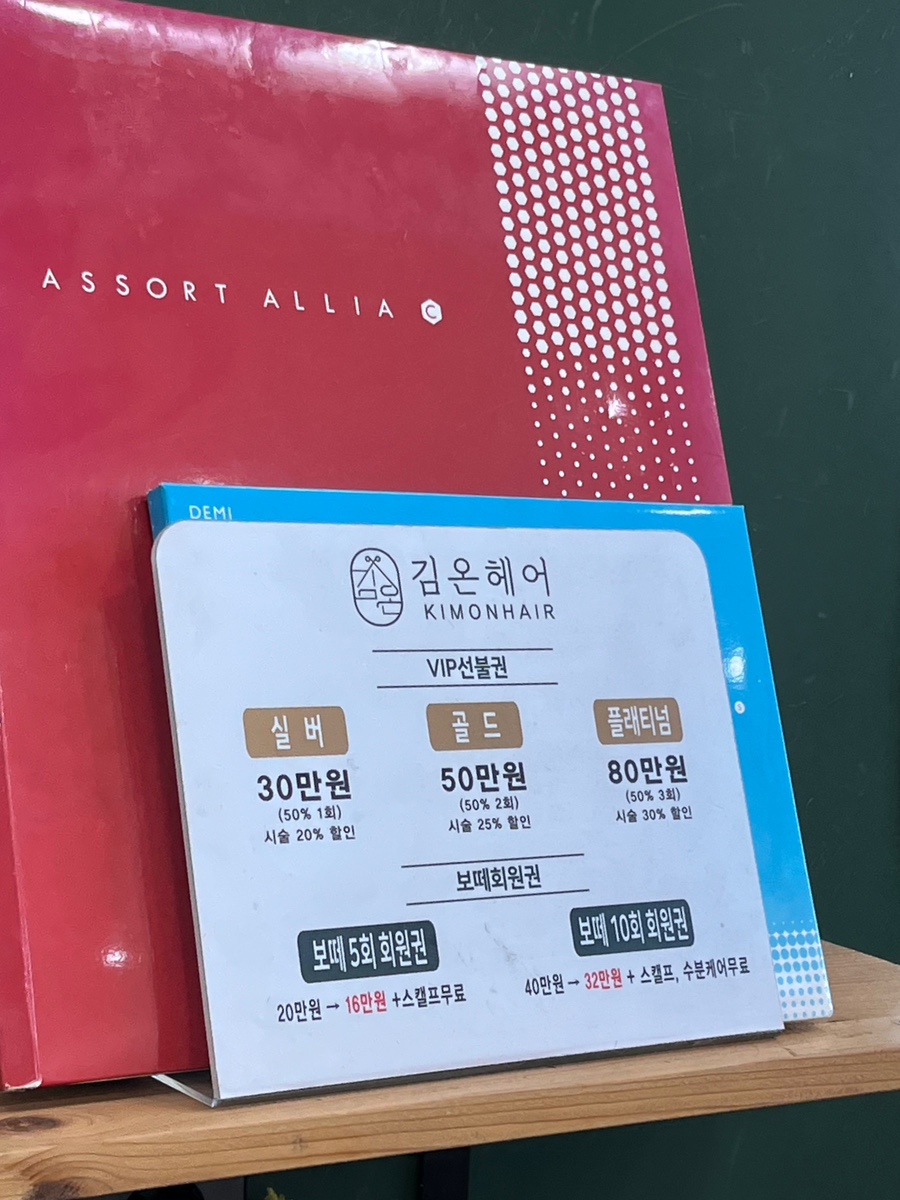 ASSORT ALLIA C
DEMI
김온
김온헤어
KIMONHAIR
VIP선불권
실버 골드 플래티넘
30만원 50만원 80만원
(50% 1회) (50% 2회) (50% 3회)
시술 20% 할인 시술 25% 할인 시술 30% 할인
보떼회원권
보떼 5회 회원권 보떼 10회 회원권
20만원 → 16만원 +스캘프무료 40만원 → 32만원 + 스캘프, 수분케어무료